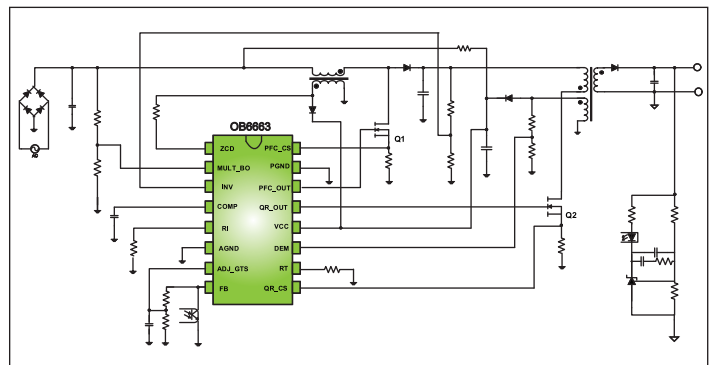 OB6663
ZCD
MULT_BO
INV
COMP
RI
AGND
ADJ_GTS
FB
PFC_CS
PGND
PFC_OUT
QR_OUT
VCC
DEM
RT
QR_CS
Q1
Q2